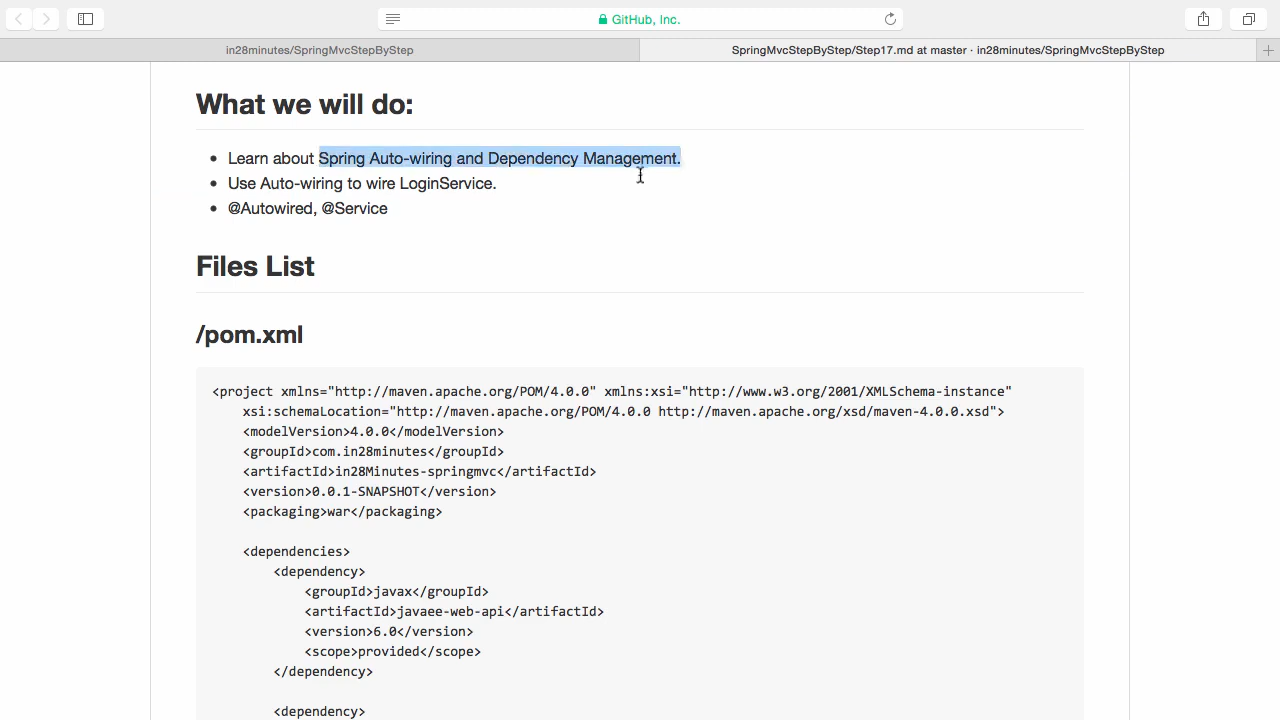 GitHub, Inc.
in28minutes/SpringMvcStepByStep
SpringMvcStepByStep/Step17.md at master · in28minutes/SpringMvcStepByStep
What we will do:
• Learn about Spring Auto-wiring and Dependency Management.
• Use Auto-wiring to wire LoginService.
• @Autowired, @Service
Files List
/pom.xml
<project xmlns="http://maven.apache.org/POM/4.0.0" xmlns:xsi="http://www.w3.org/2001/XMLSchema-instance"
    xsi:schemaLocation="http://maven.apache.org/POM/4.0.0 http://maven.apache.org/xsd/maven-4.0.0.xsd">
    <modelVersion>4.0.0</modelVersion>
    <groupId>com.in28minutes</groupId>
    <artifactId>in28Minutes-springmvc</artifactId>
    <version>0.0.1-SNAPSHOT</version>
    <packaging>war</packaging>
    <dependencies>
        <dependency>
            <groupId>javax</groupId>
            <artifactId>javaee-web-api</artifactId>
            <version>6.0</version>
            <scope>provided</scope>
        </dependency>
        <dependency>